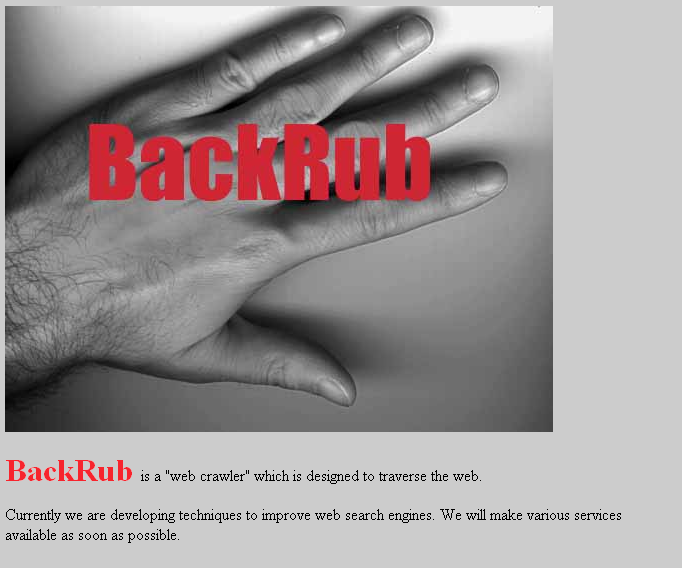 BackRub
BackRub is a "web crawler" which is designed to traverse the web.
Currently we are developing techniques to improve web search engines. We will make various services
available as soon as possible.